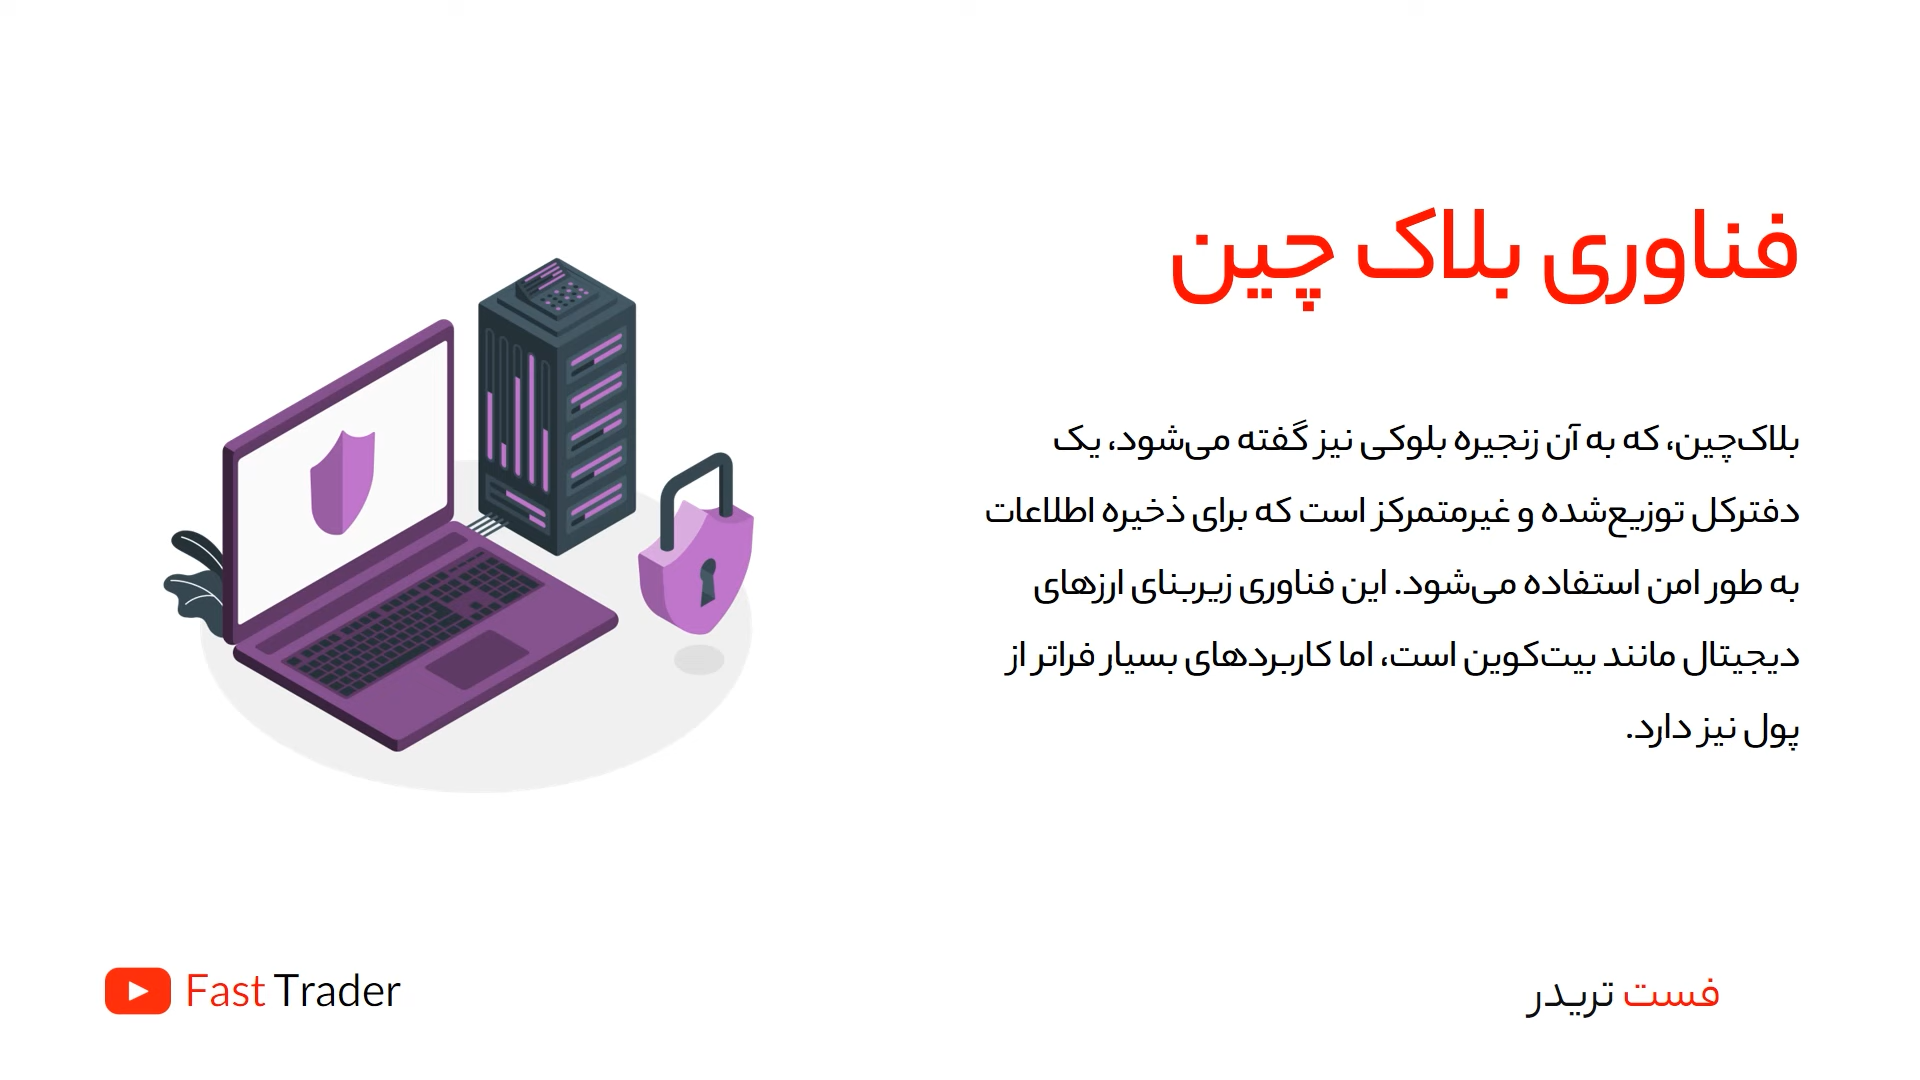 فناوری بلاک چین
بلاک‌چین، که به آن زنجیره بلوکی نیز گفته می‌شود، یک
دفترکل توزیع‌شده و غیرمتمرکز است که برای ذخیره اطلاعات
به طور امن استفاده می‌شود. این فناوری زیربنای ارزهای
دیجیتال مانند بیت‌کوین است، اما کاربردهای بسیار فراتر از
پول نیز دارد.
فست تریدر
Fast Trader